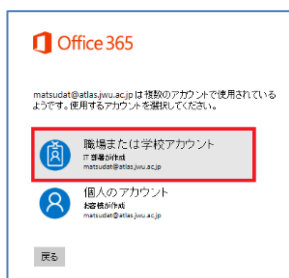 Office 365
matsudat@atlas.jwu.ac.jp は複数のアカウントで使用されている
ようです。使用するアカウントを選択してください。
職場または学校アカウント
IT 部署が作成
matsudat@atlas.jwu.ac.jp
個人のアカウント
お客様が作成
matsudat@atlas.jwu.ac.jp
戻る